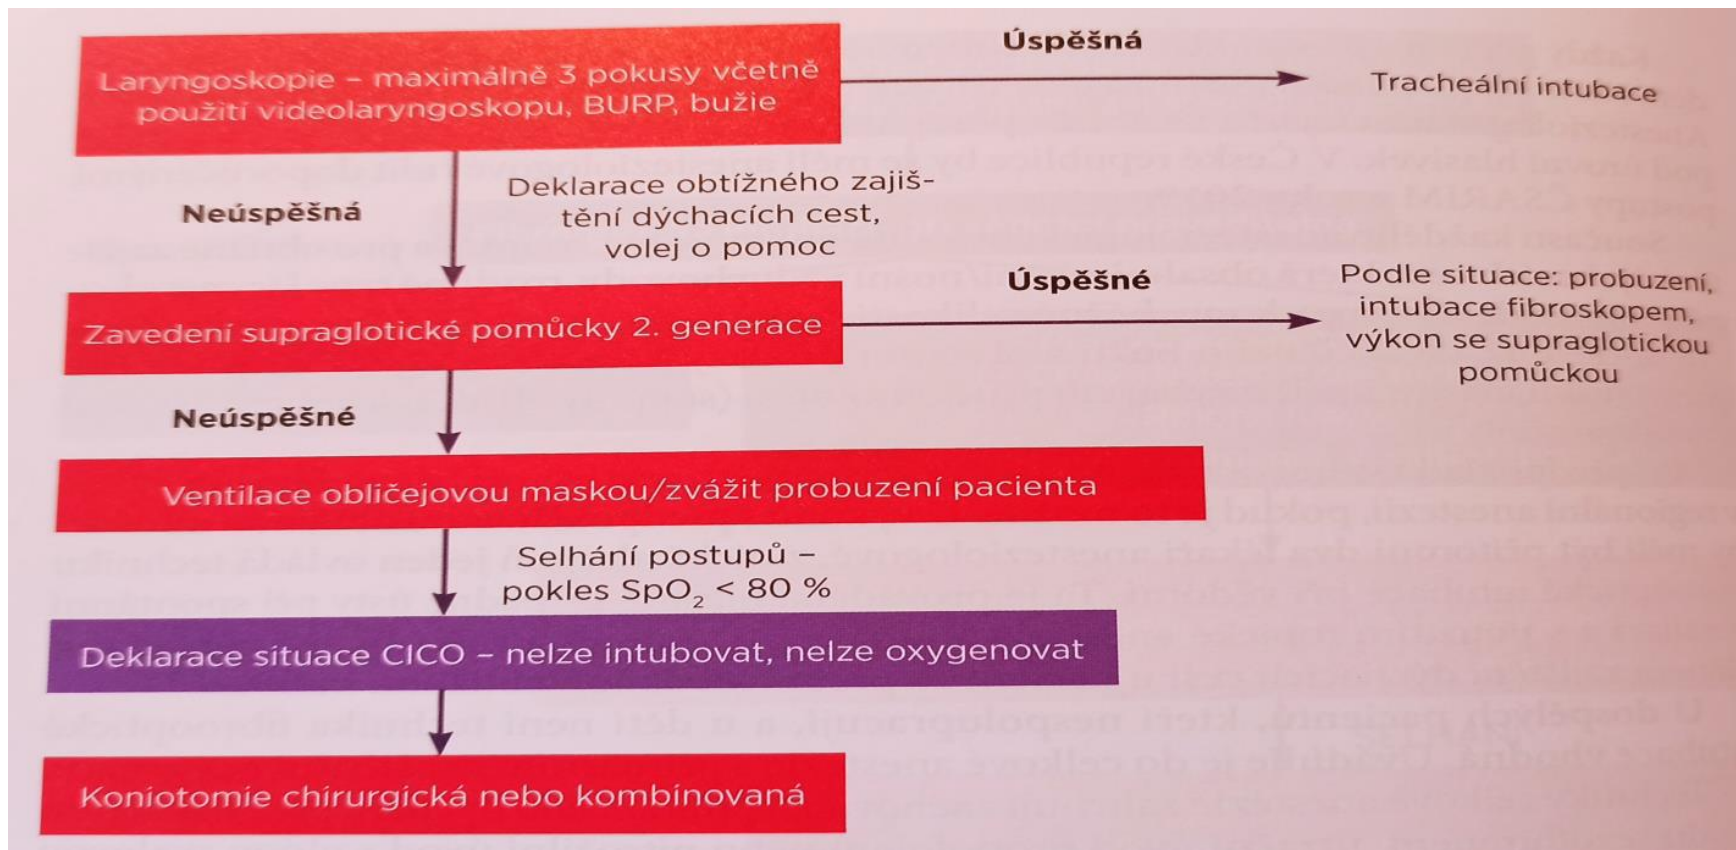 Laryngoskopie – maximálně 3 pokusy včetně
použití videolaryngoskopu, BURP, bužie
Úspěšná
Tracheální intubace
Neúspěšná
Deklarace obtížného zajiš-
tění dýchacích cest,
volej o pomoc
Zavedení supraglotické pomůcky 2. generace
Úspěšné
Podle situace: probuzení,
intubace fibroskopem,
výkon se supraglotickou
pomůckou
Neúspěšné
Ventilace obličejovou maskou/zvážit probuzení pacienta
Selhání postupů –
pokles SpO₂ < 80 %
Deklarace situace CICO – nelze intubovat, nelze oxygenovat
Koniotomie chirurgická nebo kombínovaná